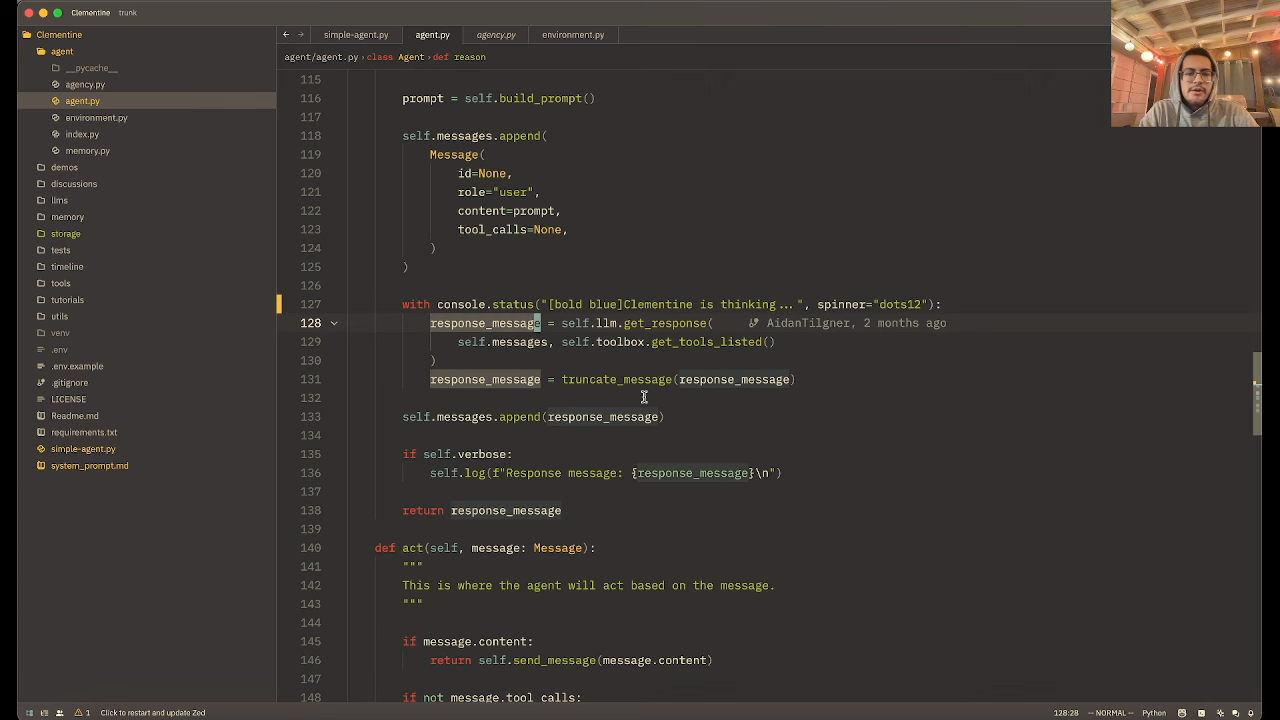 Clementine trunk
Clementine
agent
__pycache__
agency.py
agent.py
environment.py
index.py
memory.py
demos
discussions
llms
memory
storage
tests
timeline
tools
tutorials
utils
venv
.env
.env.example
.gitignore
LICENSE
Readme.md
requirements.txt
simple-agent.py
system_prompt.md
simple-agent.py agent.py agency.py environment.py
agent/agent.py › class Agent › def reason
115
116 prompt = self.build_prompt()
117
118 self.messages.append(
119 Message(
120 id=None,
121 role="user",
122 content=prompt,
123 tool_calls=None,
124 )
125 )
126
127 with console.status("[bold blue]Clementine is thinking...", spinner="dots12"):
128 response_message = self.llm.get_response( AidanTilgner, 2 months ago
129 self.messages, self.toolbox.get_tools_listed()
130 )
131 response_message = truncate_message(response_message)
132
133 self.messages.append(response_message)
134
135 if self.verbose:
136 self.log(f"Response message: {response_message}\n")
137
138 return response_message
139
140 def act(self, message: Message):
141 """
142 This is where the agent will act based on the message.
143 """
144
145 if message.content:
146 return self.send_message(message.content)
147
148 if not message.tool_calls:
1 Click to restart and update Zed 128:28 -- NORMAL -- Python